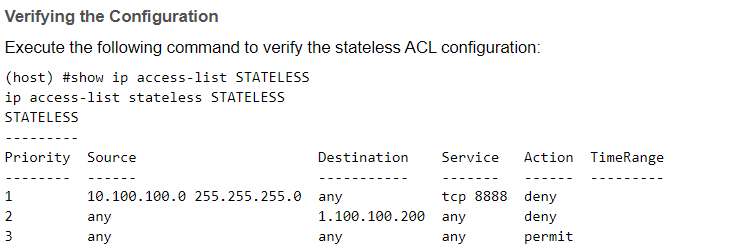 Verifying the Configuration
Execute the following command to verify the stateless ACL configuration:
(host) #show ip access-list STATELESS
ip access-list stateless STATELESS
STATELESS
---------
Priority  Source                      Destination    Service   Action  TimeRange
--------  ------                      -----------    -------   ------  ---------
1         10.100.100.0 255.255.255.0  any            tcp 8888  deny
2         any                         1.100.100.200  any       deny
3         any                         any            any       permit